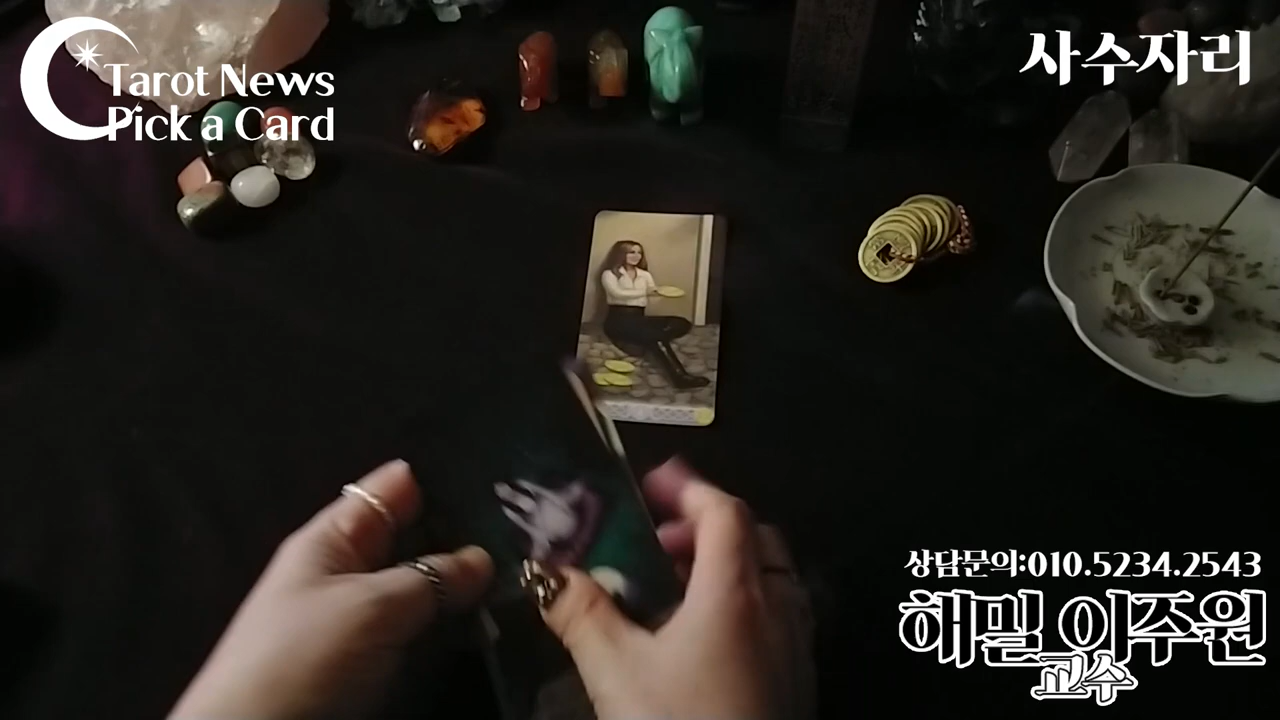 Tarot News
Pick a Card
사수자리
상담문의:010.5234.2543
해밀 이주원
교수